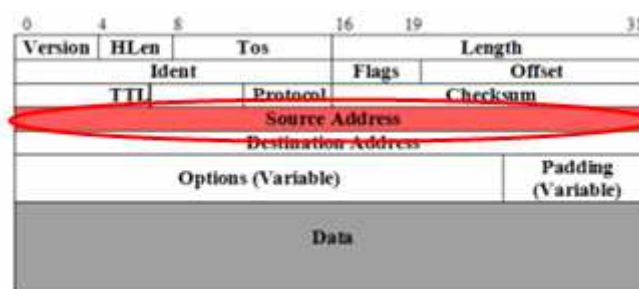 0 4 8 16 19 31
Version HLen Tos Length
Ident Flags Offset
TTL Protocol Checksum
Source Address
Destination Address
Options (Variable) Padding (Variable)
Data